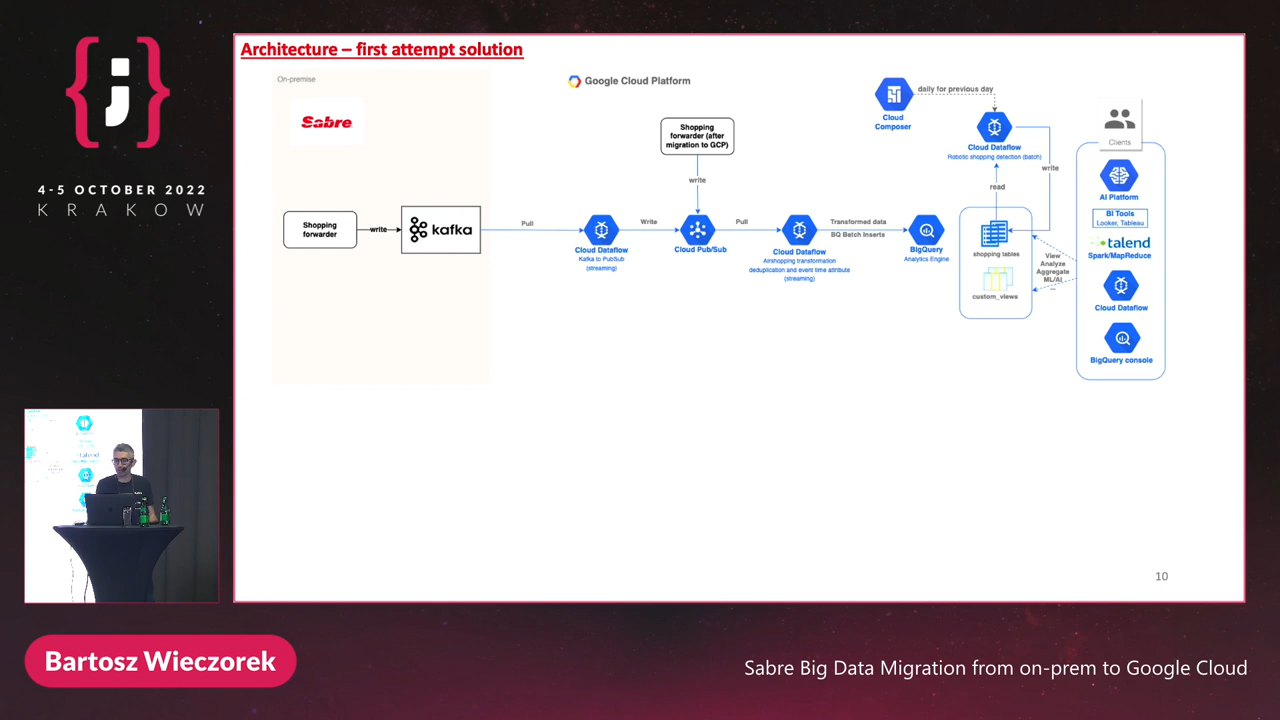 {;}
4-5 OCTOBER 2022
KRAKOW
Architecture – first attempt solution
On-premise
Sabre
Google Cloud Platform
Shopping
forwarder
write
kafka
Pull
Cloud Dataflow
Kafka to PubSub
(streaming)
Write
Shopping
forwarder (after
migration to GCP)
write
Cloud Pub/Sub
Pull
Cloud Dataflow
Airshopping transformation
deduplication and event time attribute
(streaming)
Transformed data
BQ Batch Inserts
BigQuery
Analytics Engine
Cloud
Composer
daily for previous day
Cloud Dataflow
Robotic shopping detection (batch)
write
read
shopping tables
custom_views
View
Analyze
Aggregate
ML/AI
...
Clients
AI Platform
BI Tools
Looker, Tableau
talend
Spark/MapReduce
Cloud Dataflow
BigQuery console
10
talend
Bartosz Wieczorek
Sabre Big Data Migration from on-prem to Google Cloud